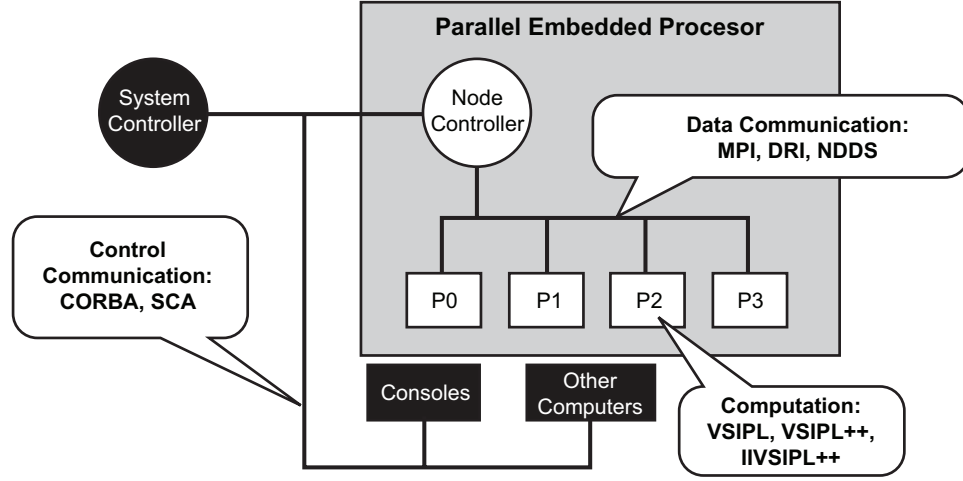 Parallel Embedded Procesor
System
Controller
Node
Controller
Data Communication:
MPI, DRI, NDDS
Control
Communication:
CORBA, SCA
P0
P1
P2
P3
Consoles
Other
Computers
Computation:
VSIPL, VSIPL++,
IIVSIPL++